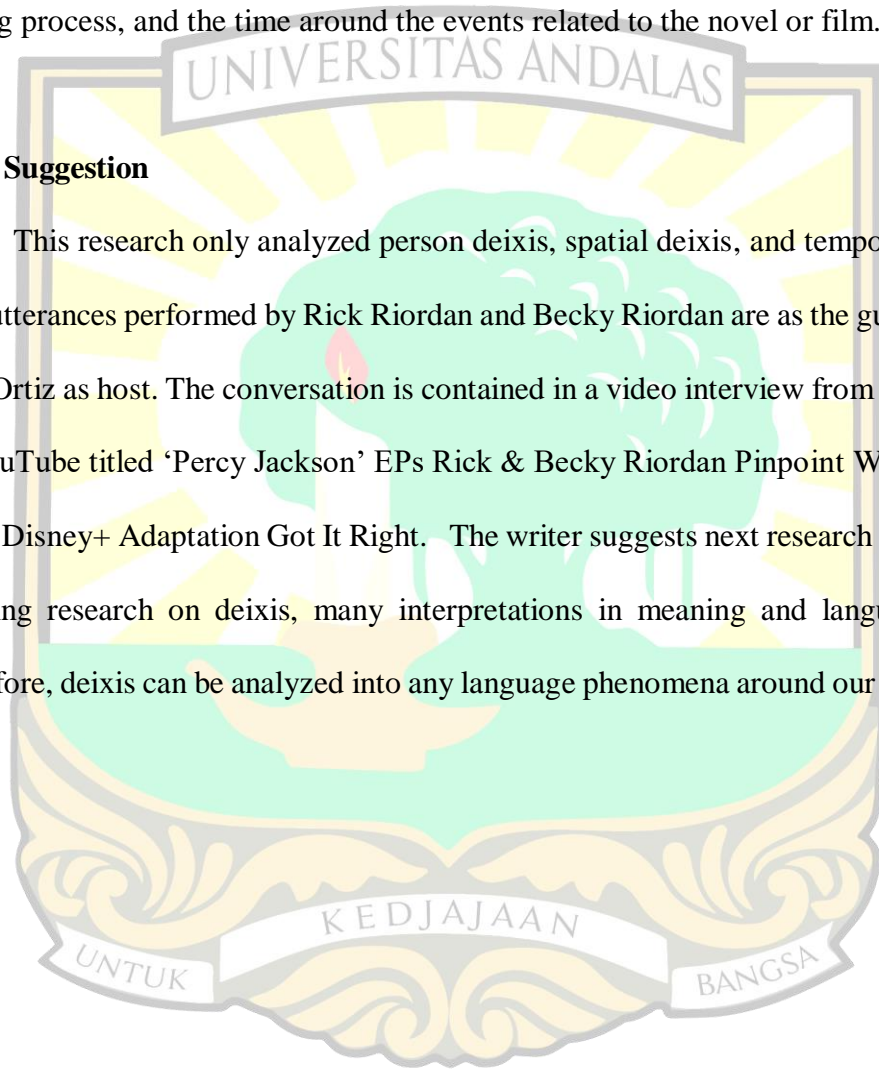 g process, and the time around the events related to the novel or film.
UNIVERSITAS ANDALAS
Suggestion
This research only analyzed person deixis, spatial deixis, and tempo
utterances performed by Rick Riordan and Becky Riordan are as the gu
Ortiz as host. The conversation is contained in a video interview from
uTube titled ‘Percy Jackson’ EPs Rick & Becky Riordan Pinpoint W
Disney+ Adaptation Got It Right. The writer suggests next research
ing research on deixis, many interpretations in meaning and langu
fore, deixis can be analyzed into any language phenomena around our
UNTUK KEDJAJAAN BANGSA